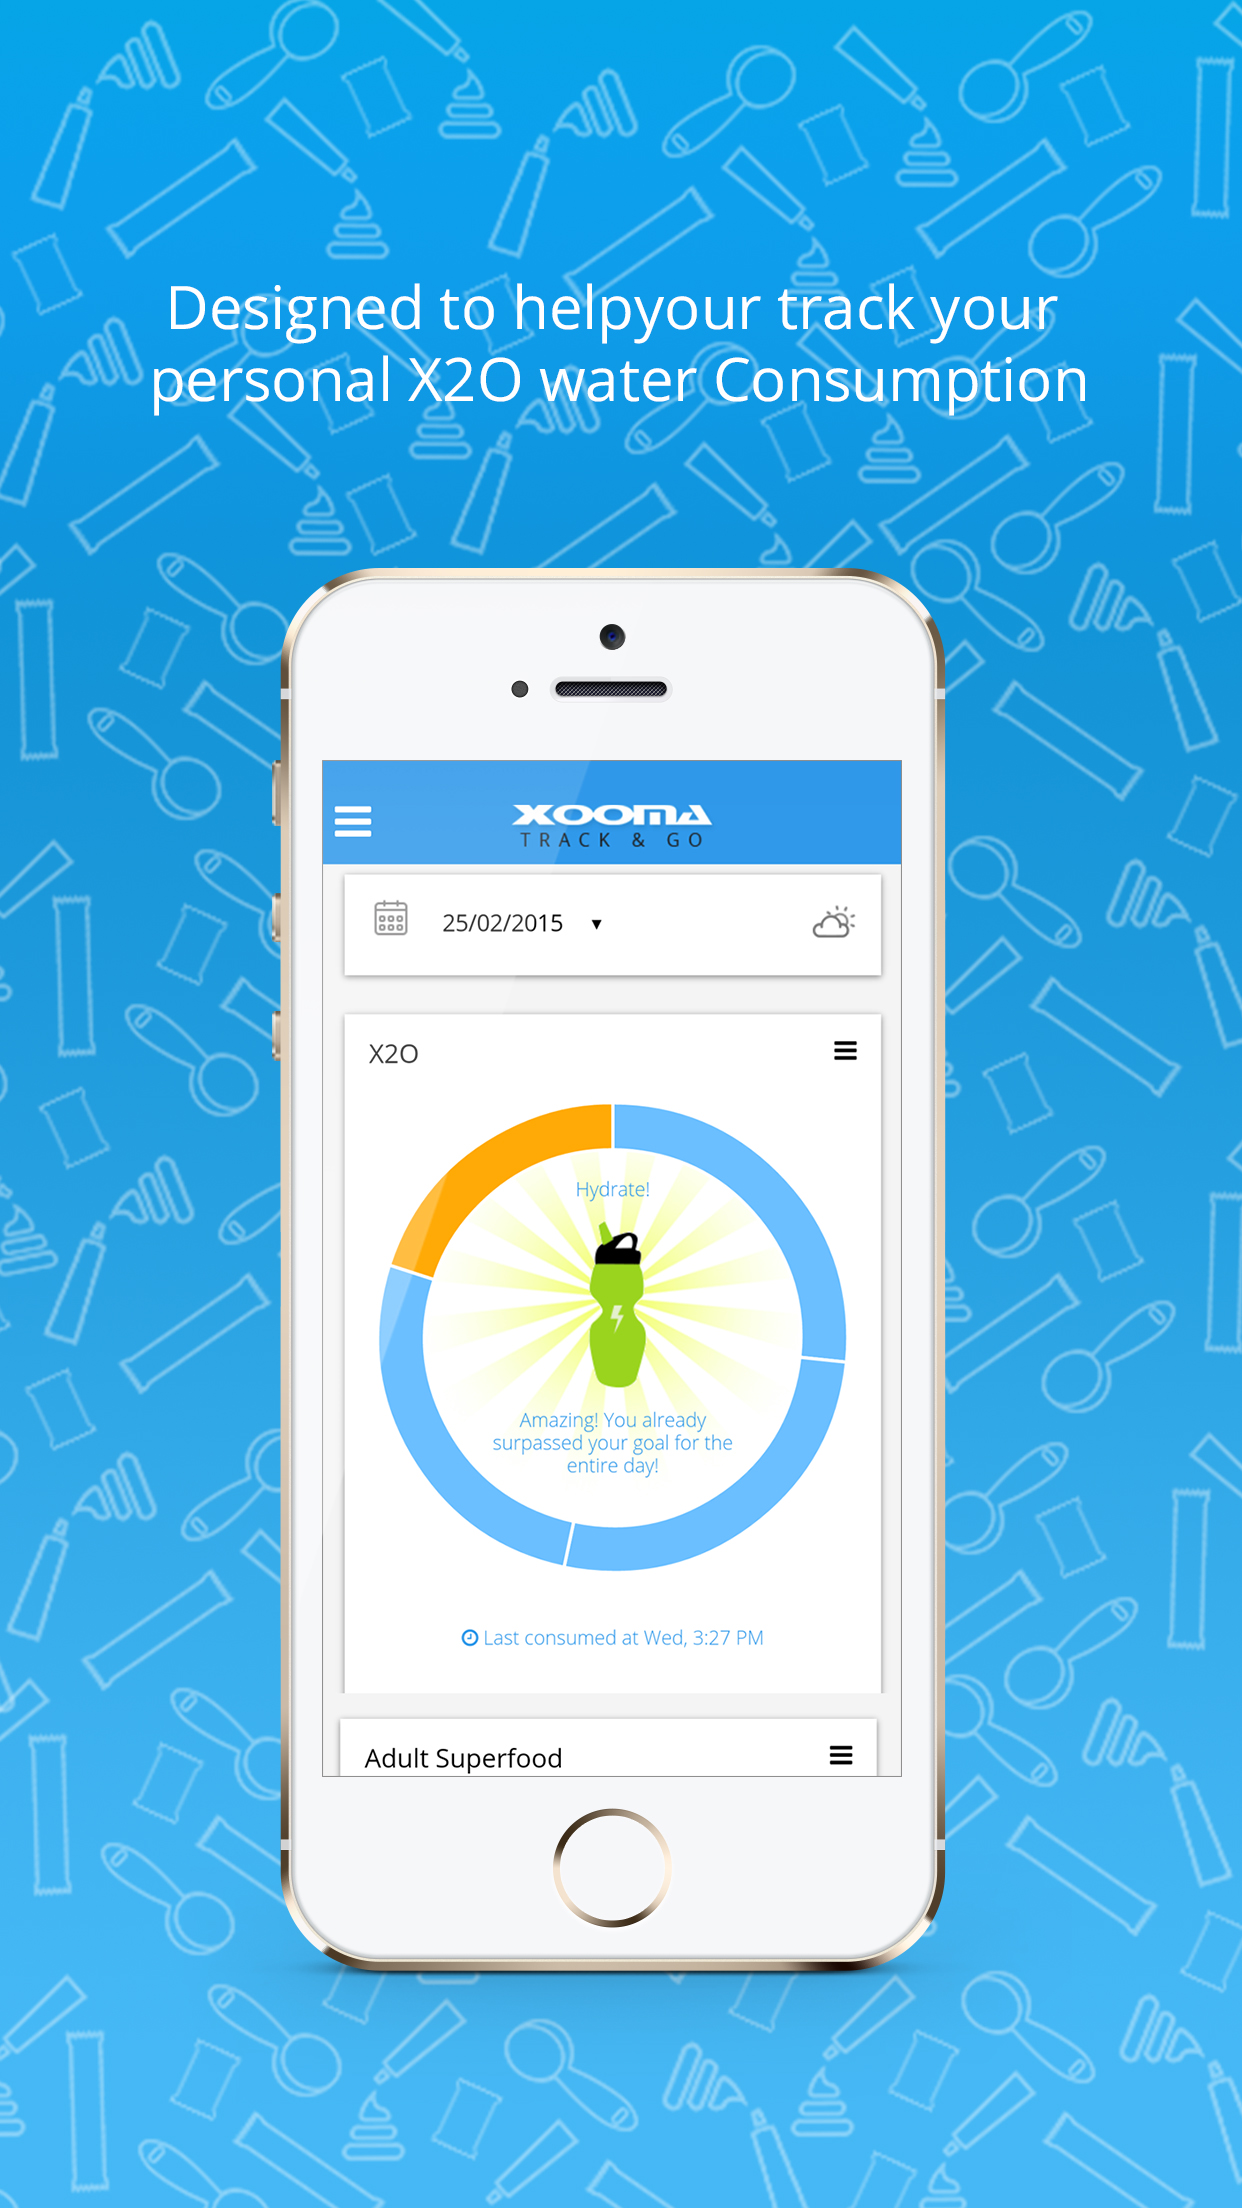 Designed to helpyour track your
personal X2O water Consumption
XOOMA
TRACK & GO
25/02/2015 ▼
X2O
Hydrate!
Amazing! You already
surpassed your goal for the
entire day!
Last consumed at Wed, 3:27 PM
Adult Superfood